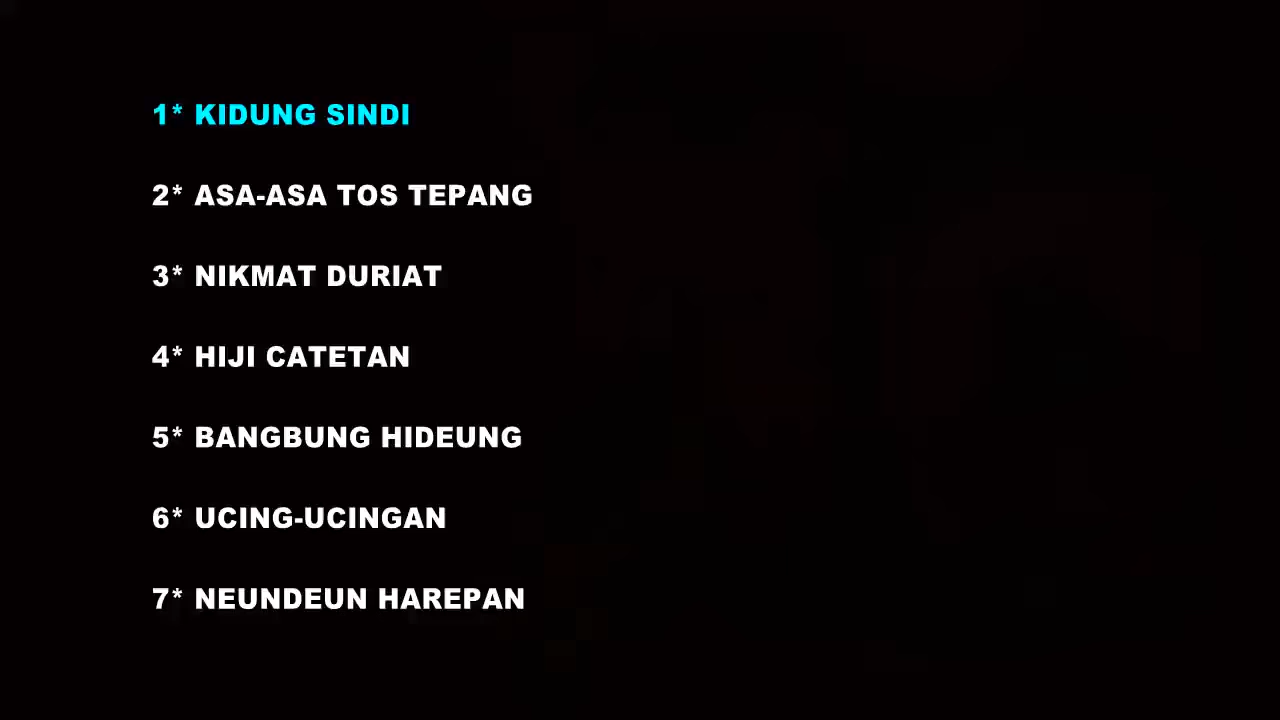 1* KIDUNG SINDI
2* ASA-ASA TOS TEPANG
3* NIKMAT DURIAT
4* HIJI CATETAN
5* BANGBUNG HIDEUNG
6* UCING-UCINGAN
7* NEUNDEUN HAREPAN